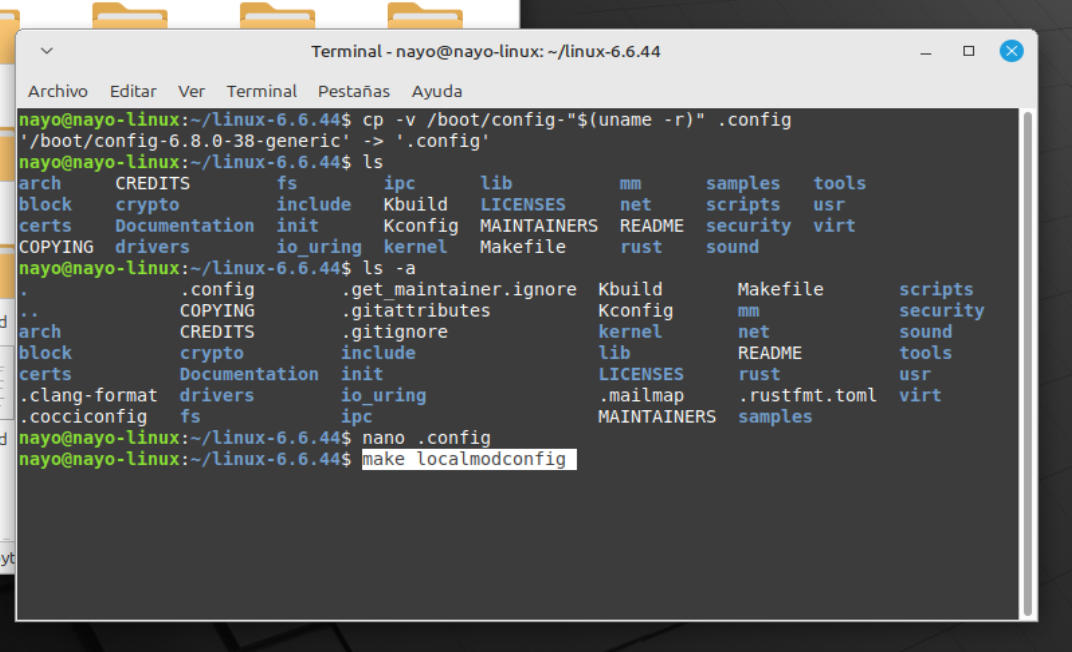 Terminal - nayo@nayo-linux: ~/linux-6.6.44
Archivo Editar Ver Terminal Pestañas Ayuda
nayo@nayo-linux:~/linux-6.6.44$ cp -v /boot/config-"$(uname -r)" .config
'/boot/config-6.8.0-38-generic' -> '.config'
nayo@nayo-linux:~/linux-6.6.44$ ls
arch CREDITS fs ipc lib mm samples tools
block crypto include Kbuild LICENSES net scripts usr
certs Documentation init Kconfig MAINTAINERS README security virt
COPYING drivers io_uring kernel Makefile rust sound
nayo@nayo-linux:~/linux-6.6.44$ ls -a
. .config .get_maintainer.ignore Kbuild Makefile scripts
.. COPYING .gitattributes Kconfig mm security
arch CREDITS .gitignore kernel net sound
block crypto include lib README tools
certs Documentation init LICENSES rust usr
.clang-format drivers io_uring .mailmap .rustfmt.toml virt
.cocciconfig fs ipc MAINTAINERS samples
nayo@nayo-linux:~/linux-6.6.44$ nano .config
nayo@nayo-linux:~/linux-6.6.44$ make localmodconfig